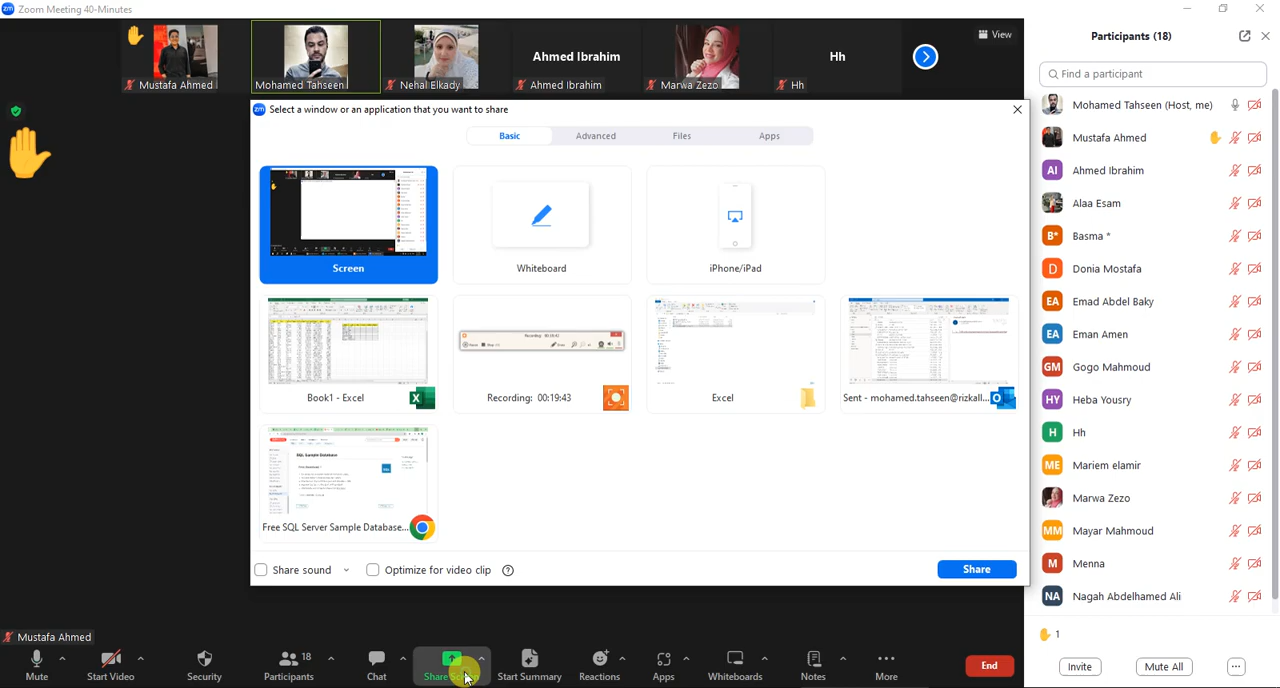 Zoom Meeting 40-Minutes
Mustafa Ahmed
Mohamed Tahseen
Nehal Elkady
Ahmed Ibrahim
Ahmed Ibrahim
Marwa Zezo
Hh
Hh
View
Participants (18)
Find a participant
Select a window or an application that you want to share
Basic
Advanced
Files
Apps
Screen
Whiteboard
iPhone/iPad
Book1 - Excel
Recording: 00:19:43
Excel
Sent - mohamed.tahseen@rizkall...
SQL Sample Database
Free SQL Server Sample Database...
Share sound
Optimize for video clip
Share
Mohamed Tahseen (Host, me)
Mustafa Ahmed
AI Ahmed Ibrahim
Alaa Esam
B* Basma *
D Donia Mostafa
EA Emad Abdel Baky
EA Eman Amen
GM Gogo Mahmoud
HY Heba Yousry
H Hh
ME Mariem elamir
Marwa Zezo
MM Mayar Mahmoud
M Menna
NA Nagah Abdelhamed Ali
1
Invite
Mute All
Mustafa Ahmed
Mute
Start Video
Security
18
Participants
Chat
Share Screen
Start Summary
Reactions
Apps
Whiteboards
Notes
More
End